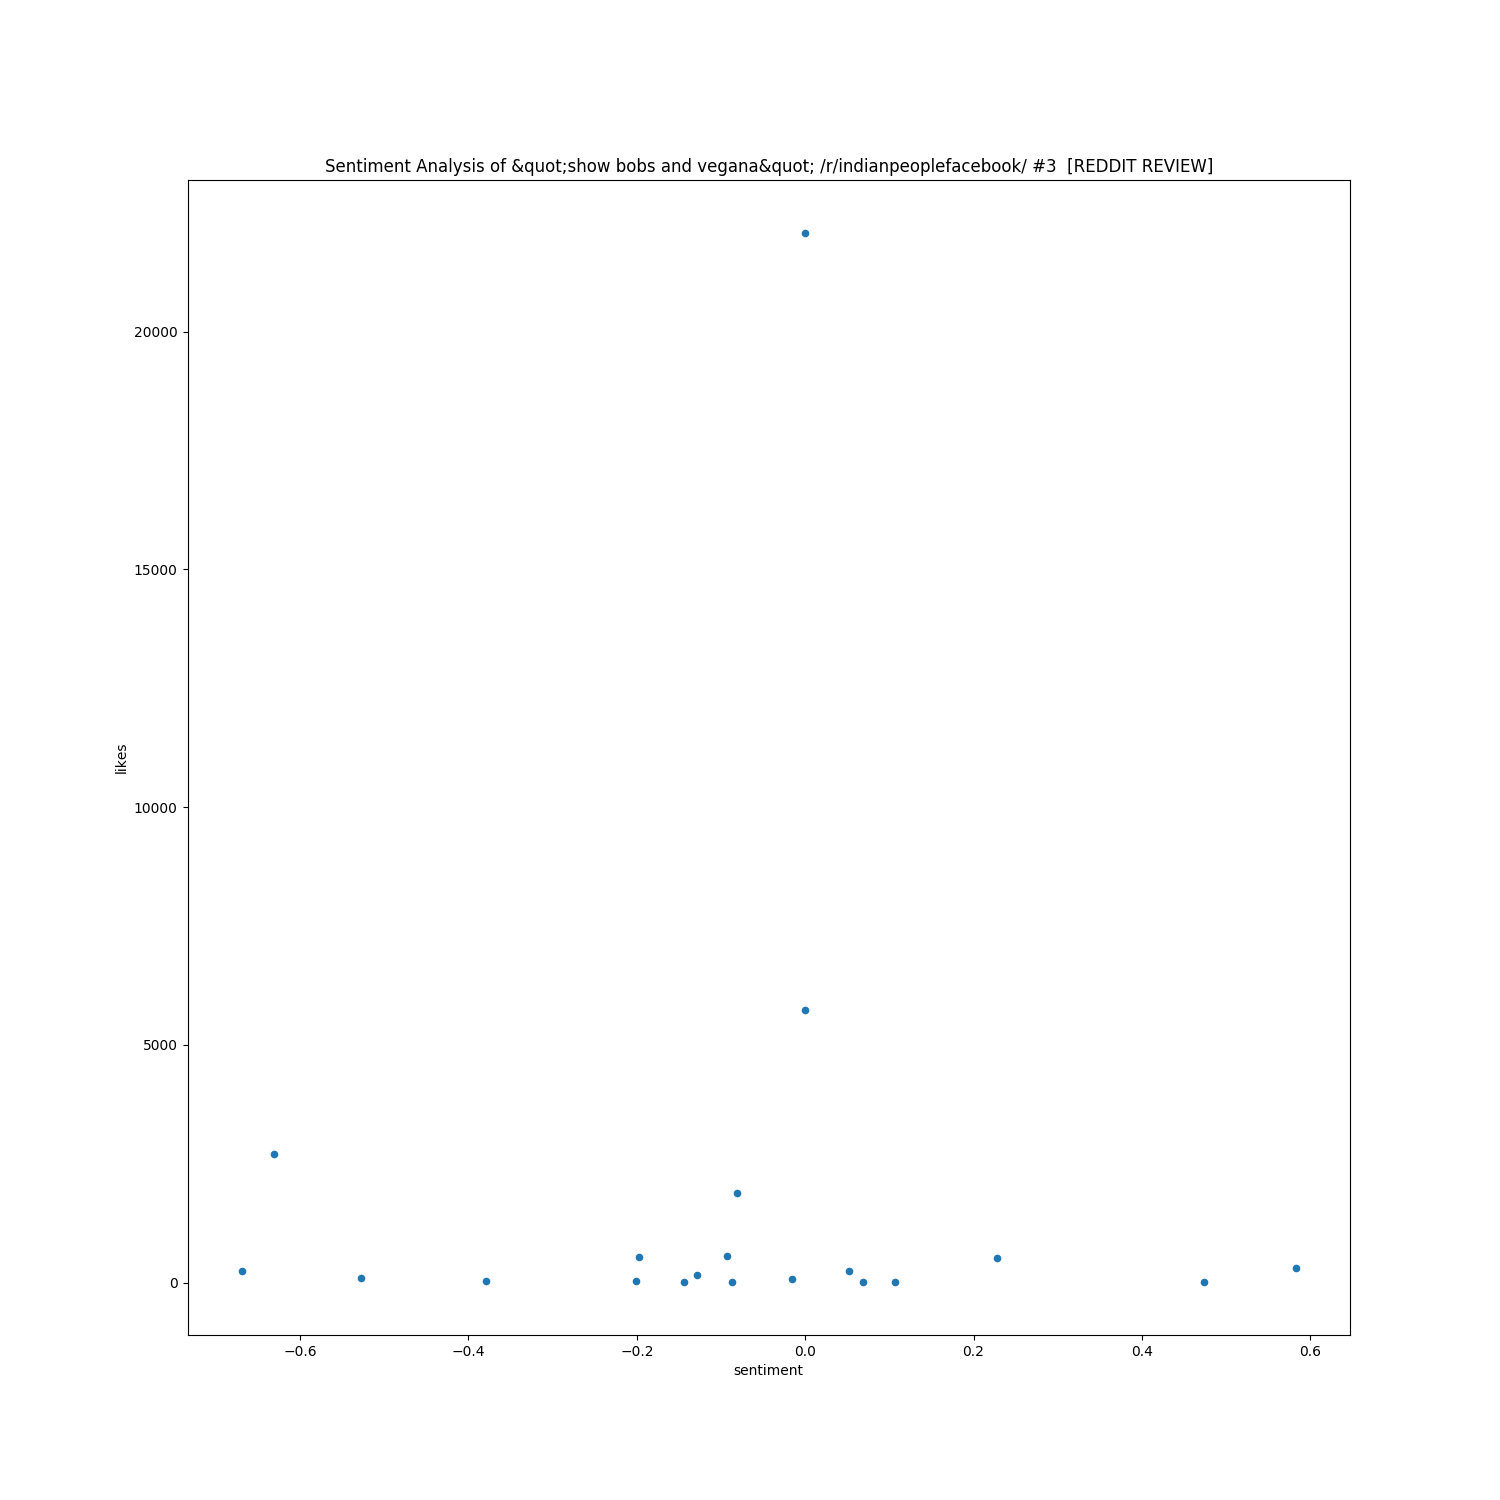 Sentiment Analysis of &quot;show bobs and vegana&quot; /r/indianpeoplefacebook/ #3  [REDDIT REVIEW]
20000
15000
likes
10000
5000
0
−0.6 −0.4 −0.2 0.0 0.2 0.4 0.6
sentiment